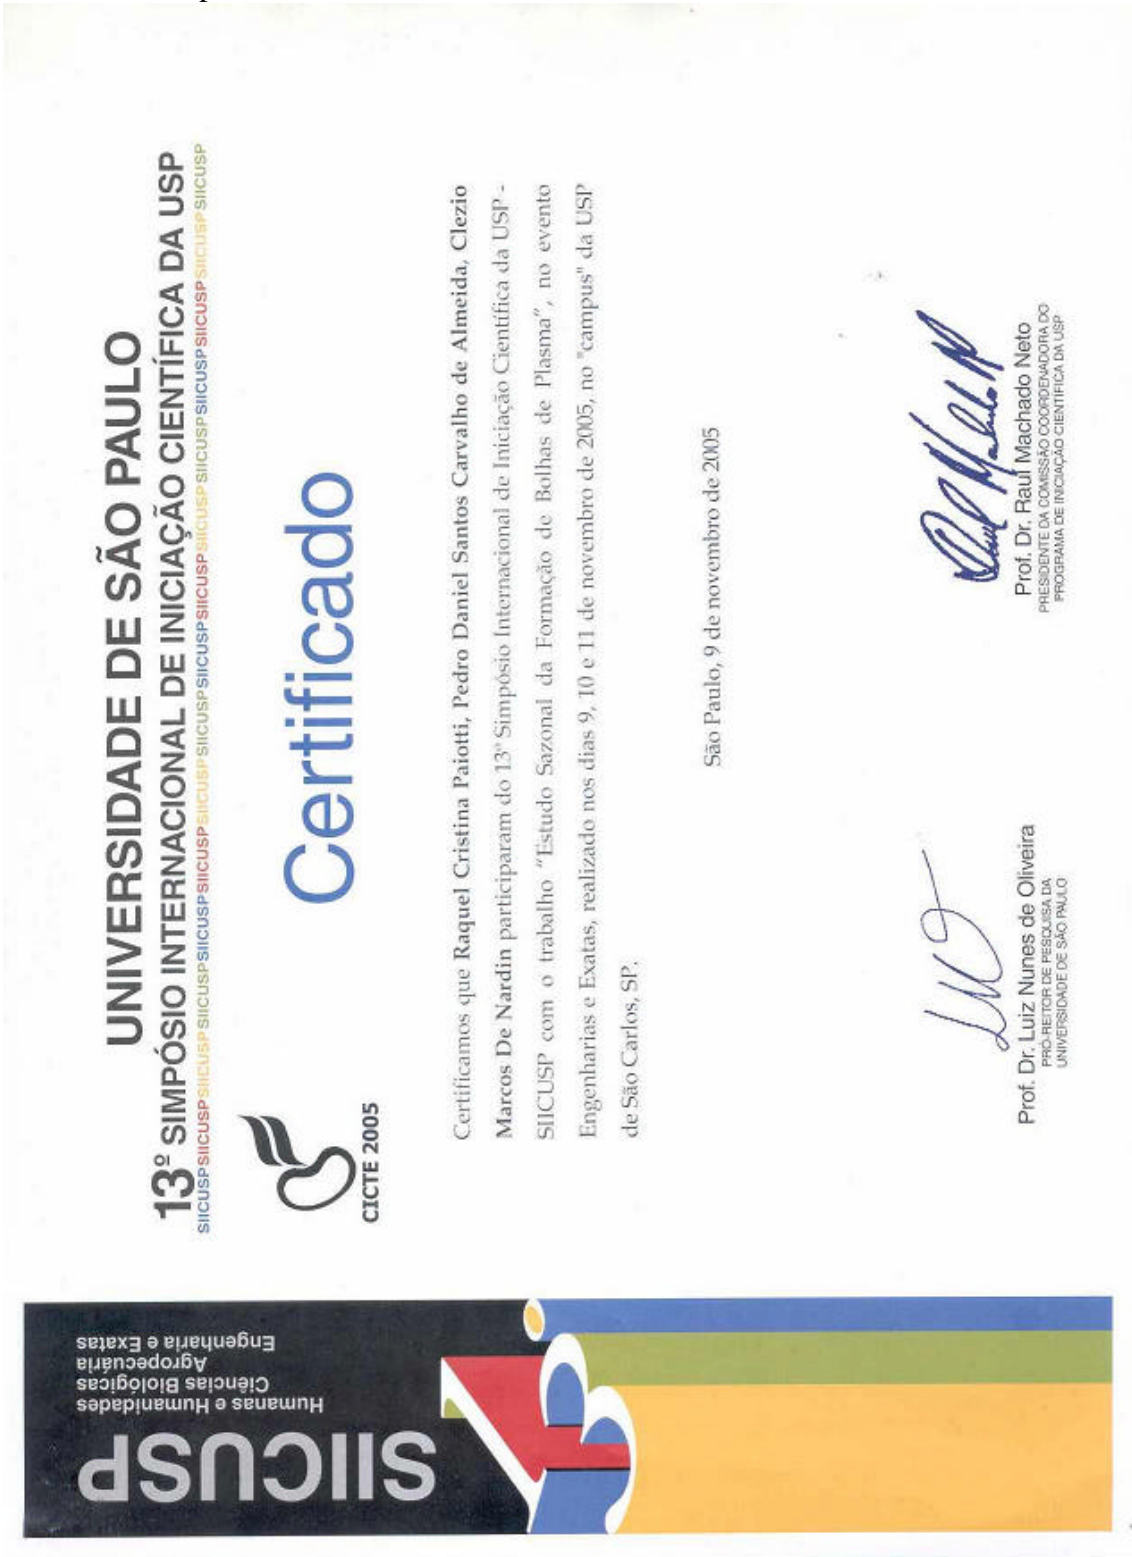 UNIVERSIDADE DE SÃO PAULO
13º SIMPÓSIO INTERNACIONAL DE INICIAÇÃO CIENTÍFICA DA USP
SIICUSPSIICUSPSIICUSPSIICUSPSIICUSPSIICUSPSIICUSPSIICUSPSIICUSPSIICUSPSIICUSPSIICUSPSIICUSPSIICUSPSIICUSPSIICUSP
CICTE 2005
Certificado
Certificamos que Raquel Cristina Paiotti, Pedro Daniel Santos Carvalho de Almeida, Clezio
Marcos De Nardin participaram do 13º Simpósio Internacional de Iniciação Científica da USP -
SIICUSP com o trabalho "Estudo Sazonal da Formação de Bolhas de Plasma", no evento
Engenharias e Exatas, realizado nos dias 9, 10 e 11 de novembro de 2005, no "campus" da USP
de São Carlos, SP.
São Paulo, 9 de novembro de 2005
Prof. Dr. Luiz Nunes de Oliveira
PRÓ-REITOR DE PESQUISA DA
UNIVERSIDADE DE SÃO PAULO
Prof. Dr. Raul Machado Neto
PRESIDENTE DA COMISSÃO COORDENADORA DO
PROGRAMA DE INICIAÇÃO CIENTÍFICA DA USP
SIICUSP
Humanas e Humanidades
Ciências Biológicas
Agropecuária
Engenharia e Exatas
13